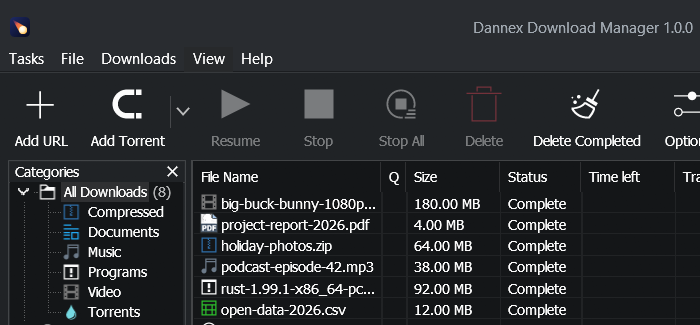 Dannex Download Manager 1.0.0
Tasks File Downloads View Help
Add URL Add Torrent Resume Stop Stop All Delete Delete Completed Optio
Categories
File Name Q Size Status Time left Tra
All Downloads (8)
big-buck-bunny-1080p... 180.00 MB Complete
Compressed
project-report-2026.pdf 4.00 MB Complete
Documents
holiday-photos.zip 64.00 MB Complete
Music
podcast-episode-42.mp3 38.00 MB Complete
Programs
rust-1.99.1-x86_64-pc... 92.00 MB Complete
Video
open-data-2026.csv 12.00 MB Complete
Torrents